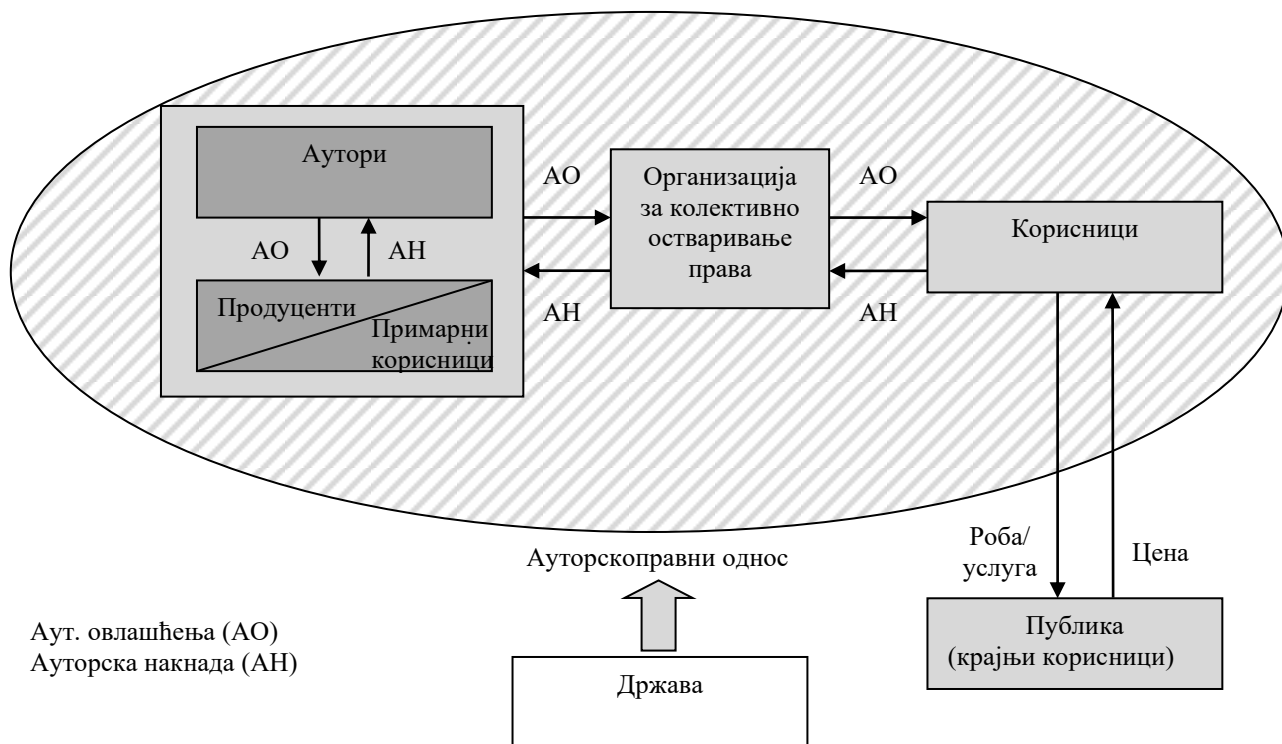 Аутори
АО
АН
Продуценти
Примарни
корисници
АО
АН
Организација
за колективно
остваривање
права
АО
АН
Корисници
Роба/
услуга
Цена
Ауторскоправни однос
Публика
(крајњи корисници)
Аут. овлашћења (АО)
Ауторска накнада (АН)
Држава